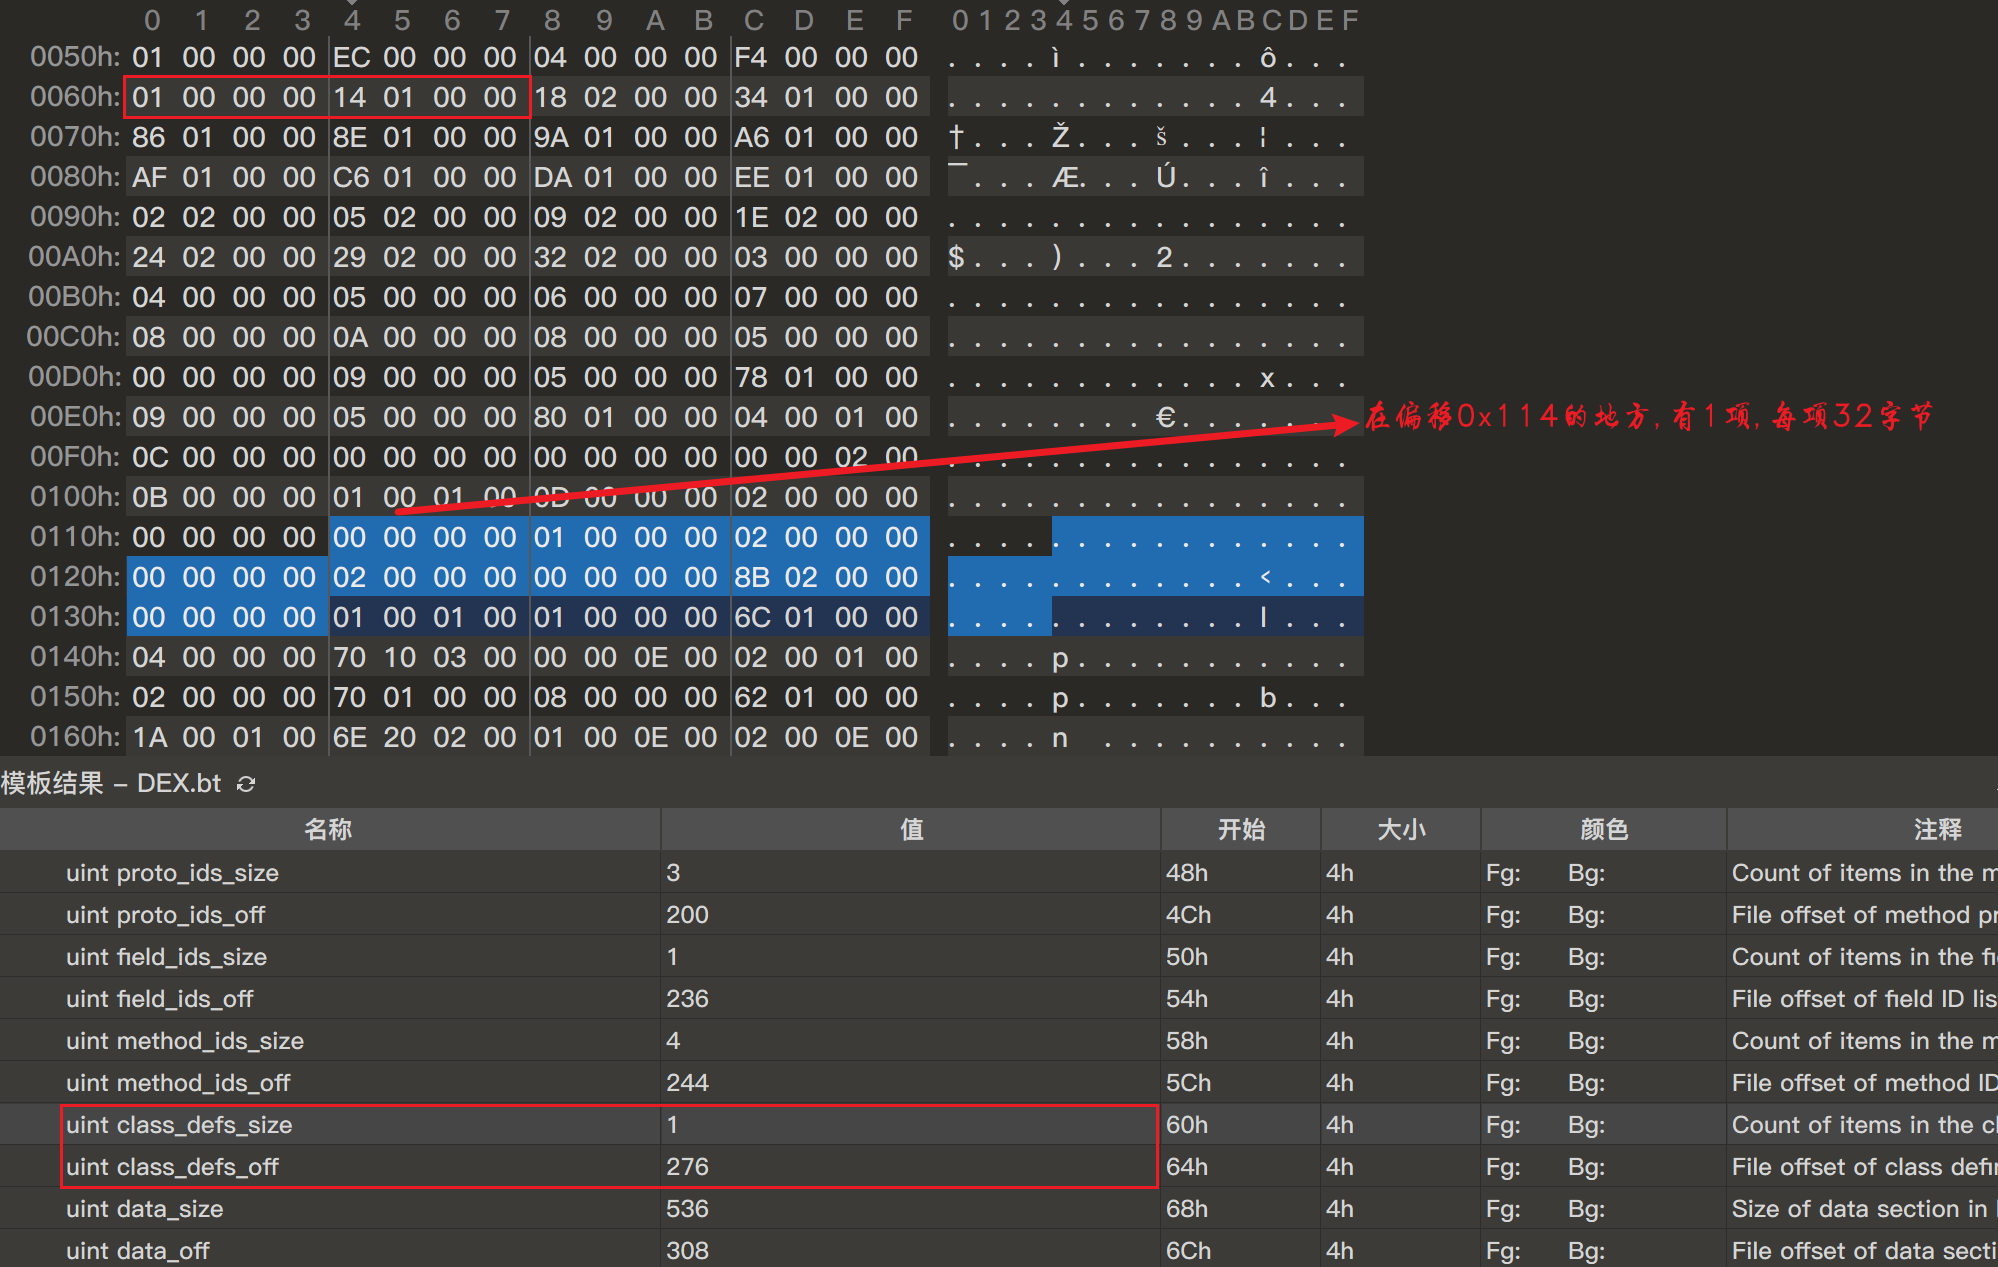 0 1 2 3 4 5 6 7 8 9 A B C D E F 0 1 2 3 4 5 6 7 8 9 A B C D E F
0050h: 01 00 00 00 EC 00 00 00 04 00 00 00 F4 00 00 00 . . . . ì . . . . . . . ô . . .
0060h: 01 00 00 00 14 01 00 00 18 02 00 00 34 01 00 00 . . . . . . . . . . . . 4 . . .
0070h: 86 01 00 00 8E 01 00 00 9A 01 00 00 A6 01 00 00 † . . . Ž . . . š . . . ¦ . . .
0080h: AF 01 00 00 C6 01 00 00 DA 01 00 00 EE 01 00 00 ¯ . . . Æ . . . Ú . . . î . . .
0090h: 02 02 00 00 05 02 00 00 09 02 00 00 1E 02 00 00 . . . . . . . . . . . . . . . .
00A0h: 24 02 00 00 29 02 00 00 32 02 00 00 03 00 00 00 $ . . . ) . . . 2 . . . . . . .
00B0h: 04 00 00 00 05 00 00 00 06 00 00 00 07 00 00 00 . . . . . . . . . . . . . . . .
00C0h: 08 00 00 00 0A 00 00 00 08 00 00 00 05 00 00 00 . . . . . . . . . . . . . . . .
00D0h: 00 00 00 00 09 00 00 00 05 00 00 00 78 01 00 00 . . . . . . . . . . . . x . . .
00E0h: 09 00 00 00 05 00 00 00 80 01 00 00 04 00 01 00 . . . . . . . . € . . . . . . .
在偏移0x114的地方,有1项,每项32字节
00F0h: 0C 00 00 00 00 00 00 00 00 00 00 00 00 00 02 00 . . . . . . . . . . . . . . . .
0100h: 0B 00 00 00 01 00 01 00 0D 00 00 00 02 00 00 00 . . . . . . . . . . . . . . . .
0110h: 00 00 00 00 00 00 00 00 01 00 00 00 02 00 00 00 . . . . . . . . . . . . . . . .
0120h: 00 00 00 00 02 00 00 00 00 00 00 00 8B 02 00 00 . . . . . . . . . . . . ‹ . . .
0130h: 00 00 00 00 01 00 01 00 01 00 00 00 6C 01 00 00 . . . . . . . . . . . . l . . .
0140h: 04 00 00 00 70 10 03 00 00 00 0E 00 02 00 01 00 . . . . p . . . . . . . . . . .
0150h: 02 00 00 00 70 01 00 00 08 00 00 00 62 01 00 00 . . . . p . . . . . . . b . . .
0160h: 1A 00 01 00 6E 20 02 00 01 00 0E 00 02 00 0E 00 . . . . n . . . . . . . . . .
模板结果 – DEX.bt
名称 值 开始 大小 颜色 注释
uint proto_ids_size 3 48h 4h Fg: Bg: Count of items in the m
uint proto_ids_off 200 4Ch 4h Fg: Bg: File offset of method pr
uint field_ids_size 1 50h 4h Fg: Bg: Count of items in the fi
uint field_ids_off 236 54h 4h Fg: Bg: File offset of field ID lis
uint method_ids_size 4 58h 4h Fg: Bg: Count of items in the m
uint method_ids_off 244 5Ch 4h Fg: Bg: File offset of method ID
uint class_defs_size 1 60h 4h Fg: Bg: Count of items in the cl
uint class_defs_off 276 64h 4h Fg: Bg: File offset of class defin
uint data_size 536 68h 4h Fg: Bg: Size of data section in
uint data_off 308 6Ch 4h Fg: Bg: File offset of data secti